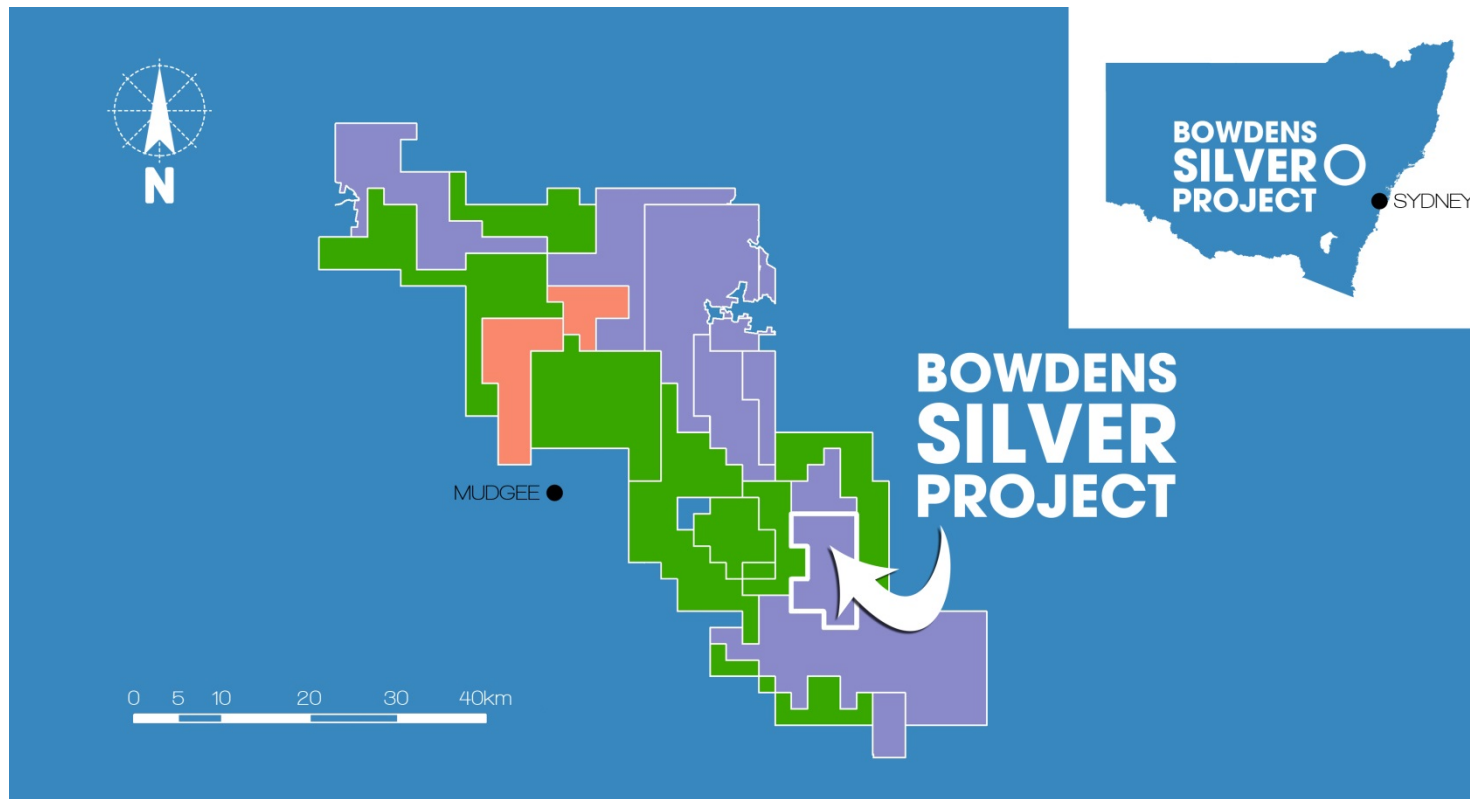 N
BOWDENS
SILVER
PROJECT
SYDNEY
BOWDENS
SILVER
PROJECT
MUDGEE
0 5 10 20 30 40km